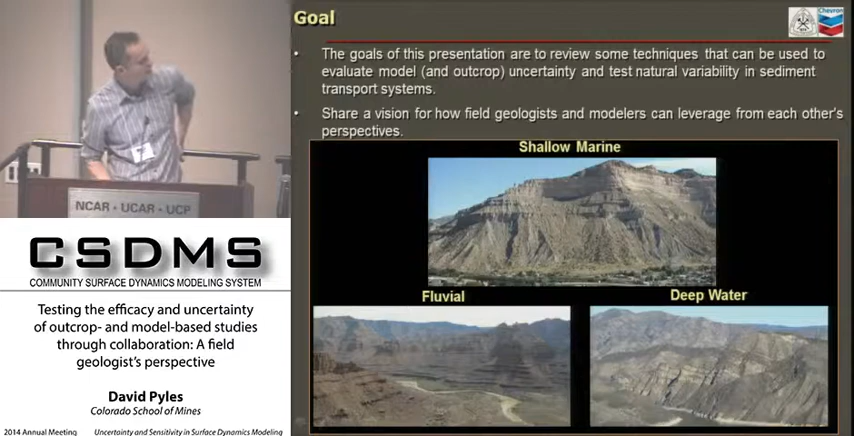 NCAR • UCAR • UCP
CSDMS
COMMUNITY SURFACE DYNAMICS MODELING SYSTEM
Testing the efficacy and uncertainty
of outcrop- and model-based studies
through collaboration: A field
geologist's perspective
David Pyles
Colorado School of Mines
2014 Annual Meeting
Uncertainty and Sensitivity in Surface Dynamics Modeling
Goal
Chevron
• The goals of this presentation are to review some techniques that can be used to
evaluate model (and outcrop) uncertainty and test natural variability in sediment
transport systems.
• Share a vision for how field geologists and modelers can leverage from each other's
perspectives.
Shallow Marine
Fluvial
Deep Water